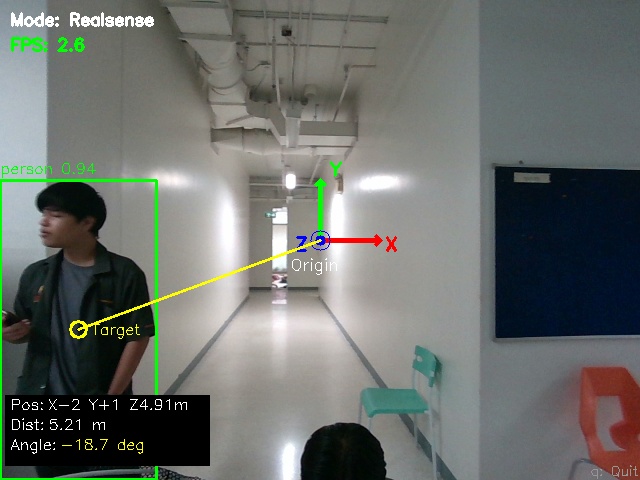 Mode: Realsense
FPS: 2.6
person 0.94
Y
Z
X
Origin
Target
Pos: X-2 Y+1 Z4.91m
Dist: 5.21 m
Angle: -18.7 deg
q: Quit